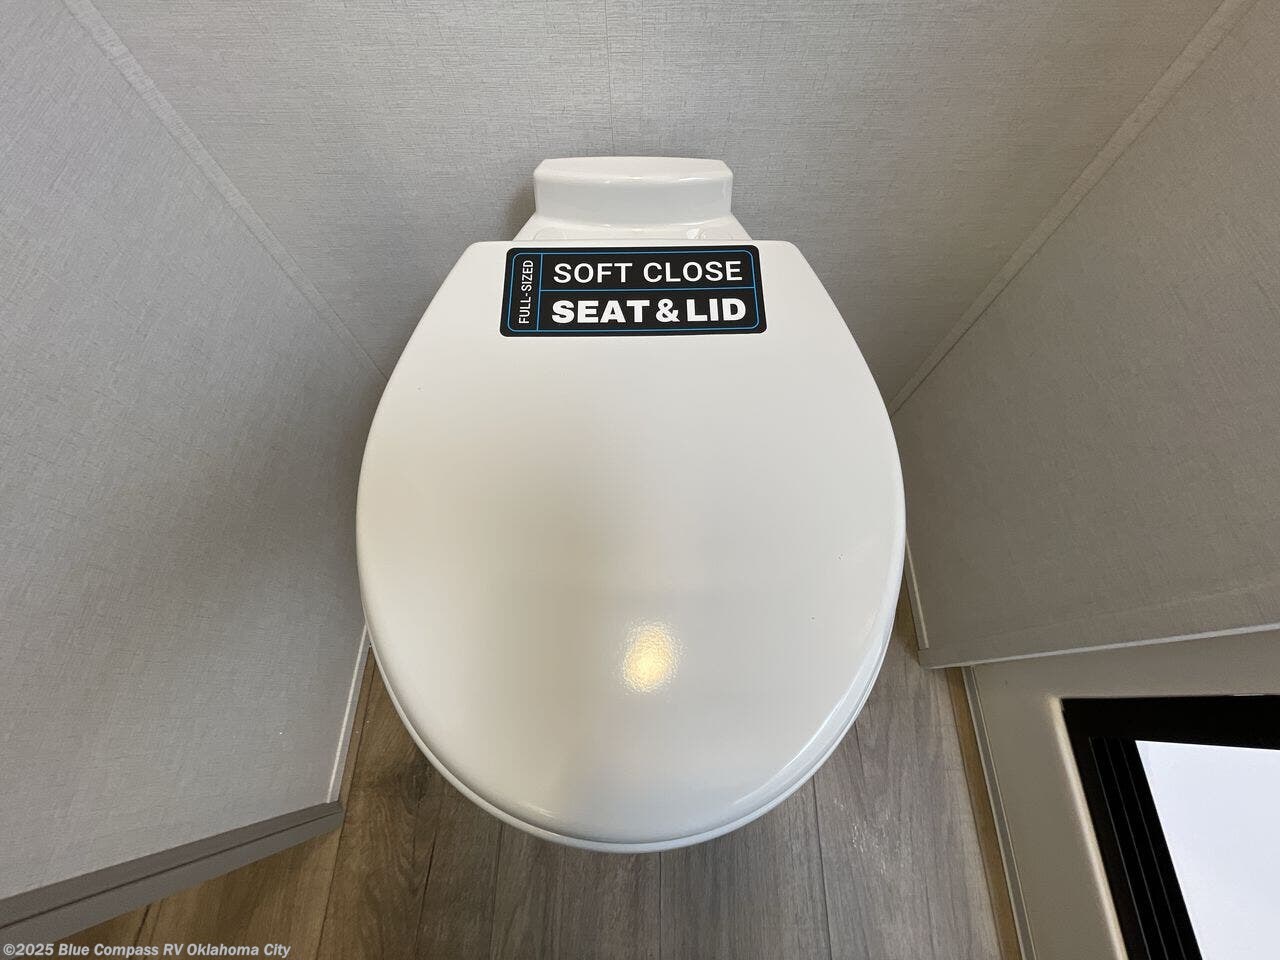 FULL-SIZED
SOFT CLOSE
SEAT & LID
©2025 Blue Compass RV Oklahoma City